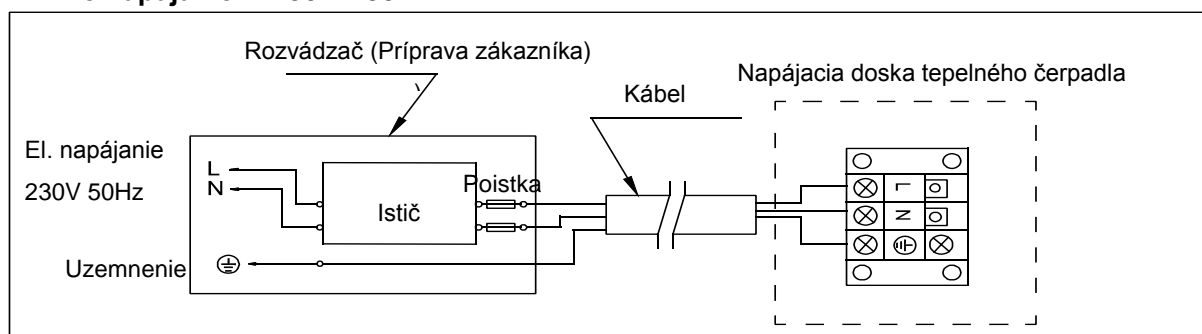 Rozvádzač (Príprava zákazníka)
Napájacia doska tepelného čerpadla
Kábel
El. napájanie
230V 50Hz
L
N
Istič
Poistka
Uzemnenie
L
N